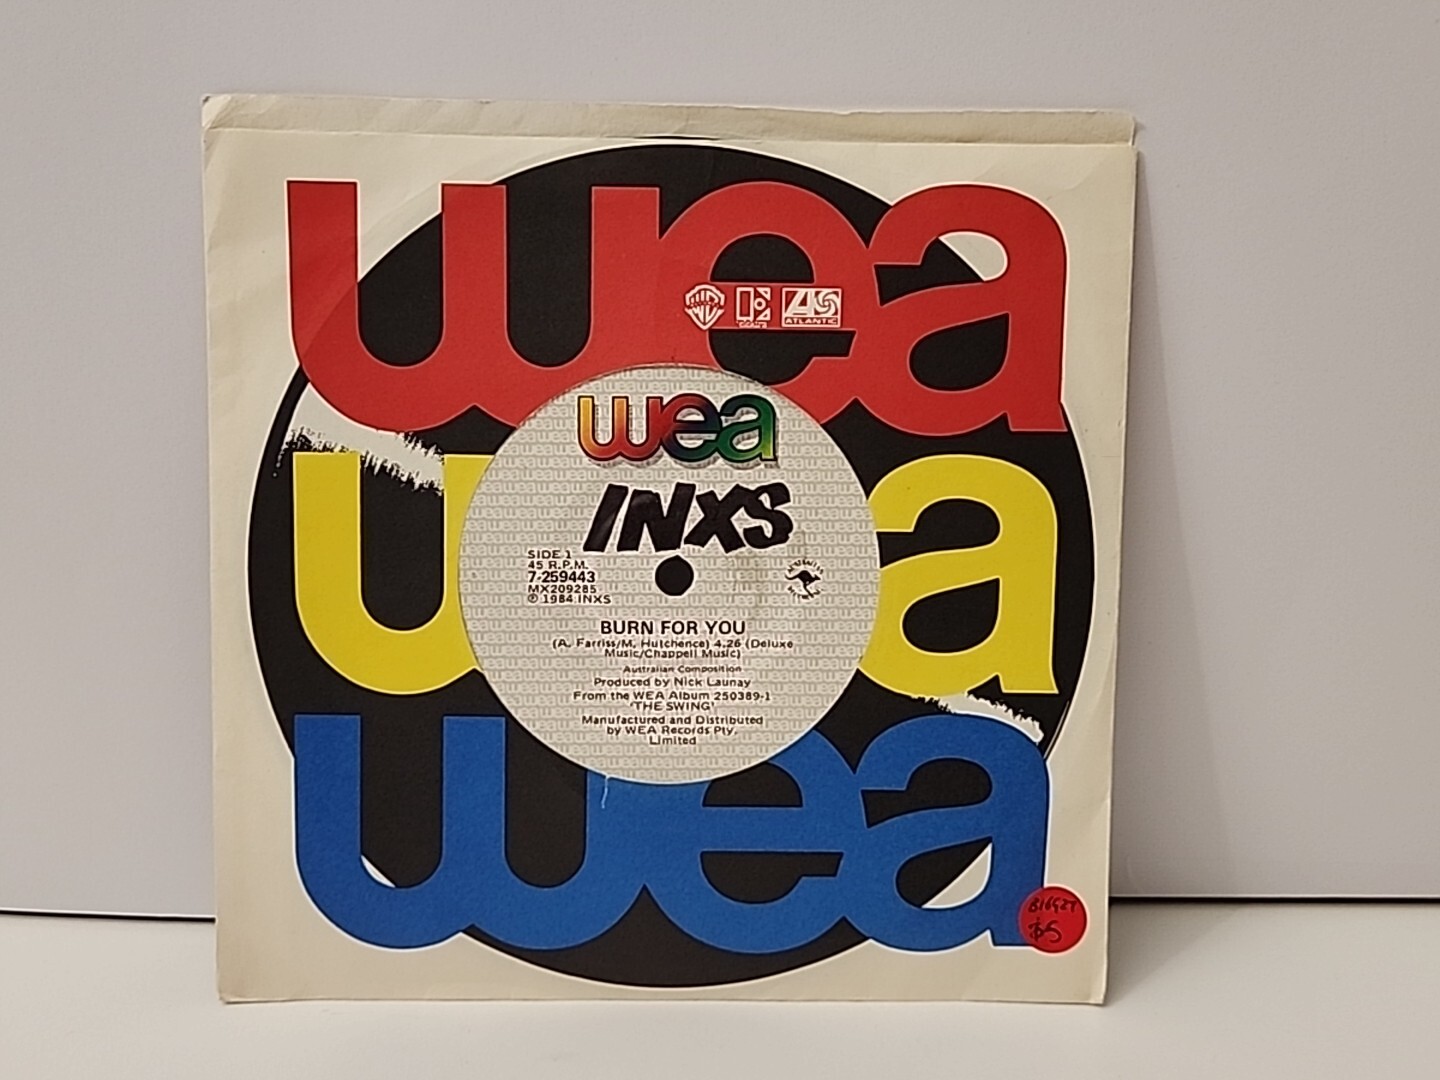 wea
ATLANTIC
wea
INXS
SIDE 1
45 R.P.M.
7-259443
MX209285
℗ 1984 INXS
BURN FOR YOU
(A. Farriss/M. Hutchence) 4.26 (Deluxe
Music/Chappell Music)
Australian Composition
Produced by Nick Launay
From the WEA Album 250389-1
'THE SWING'
Manufactured and Distributed
by WEA Records Pty.
Limited
a
wea
$5